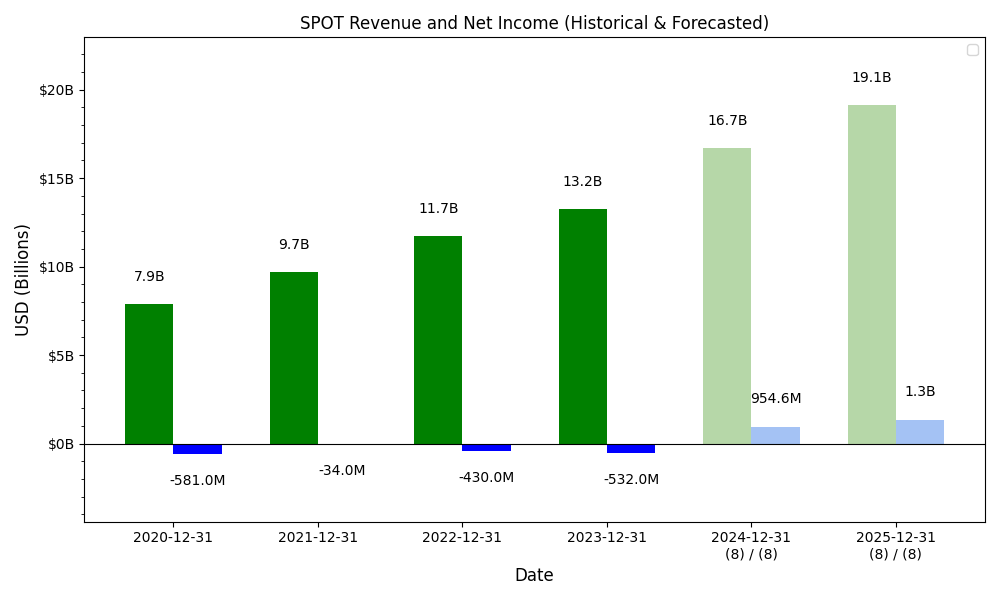 SPOT Revenue and Net Income (Historical & Forecasted)
USD (Billions)
$20B
$15B
$10B
$5B
$0B
7.9B
9.7B
11.7B
13.2B
16.7B
19.1B
-581.0M
-34.0M
-430.0M
-532.0M
954.6M
1.3B
2020-12-31
2021-12-31
2022-12-31
2023-12-31
2024-12-31
(8) / (8)
2025-12-31
(8) / (8)
Date